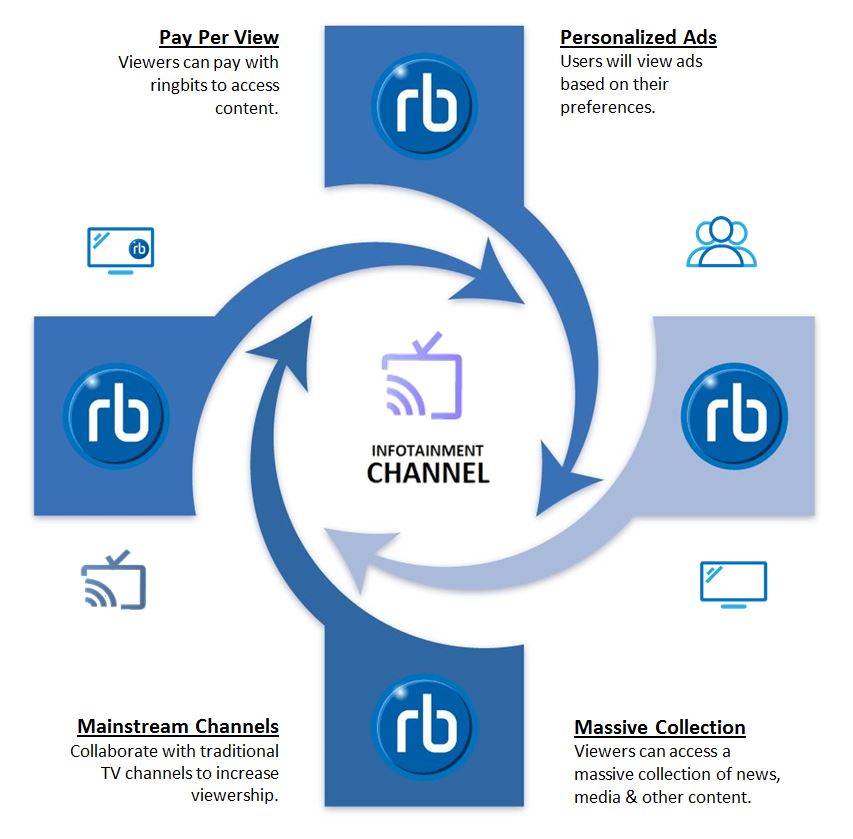 Pay Per View
Viewers can pay with
ringbits to access
content.
rb
Personalized Ads
Users will view ads
based on their
preferences.
rb
rb
INFOTAINMENT
CHANNEL
rb
Mainstream Channels
Collaborate with traditional
TV channels to increase
viewership.
rb
Massive Collection
Viewers can access a
massive collection of news,
media & other content.